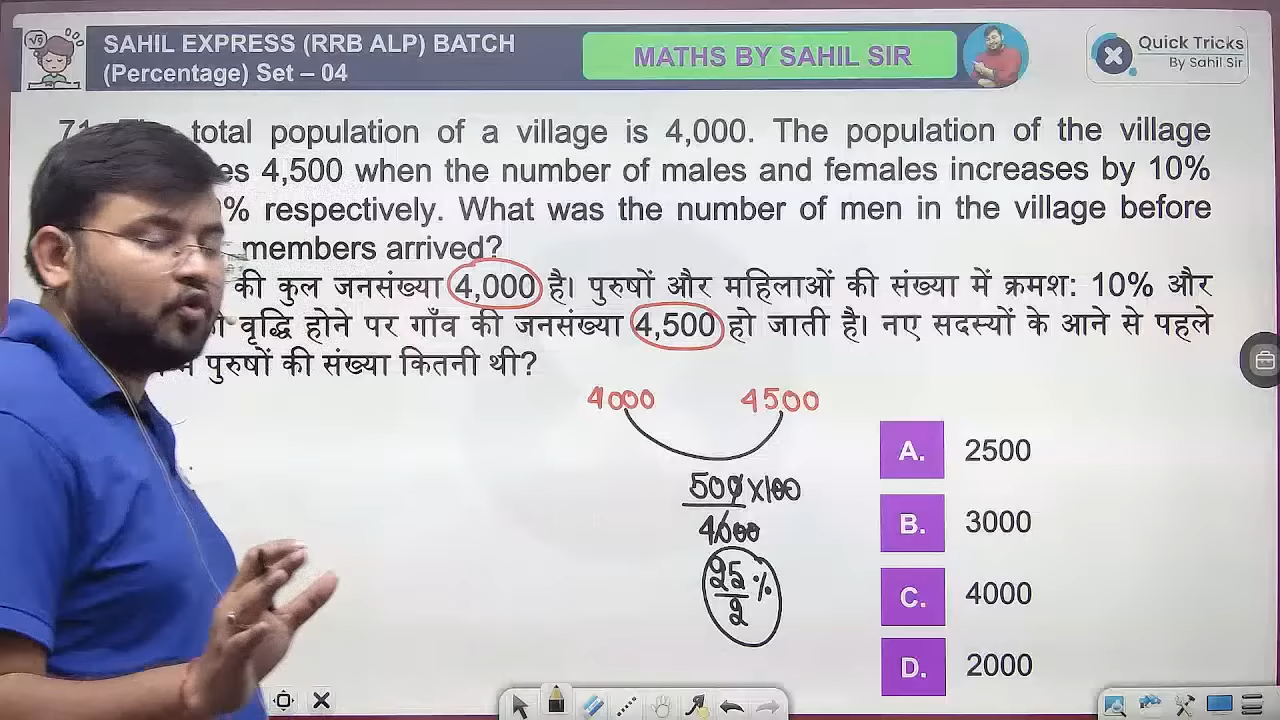 SAHIL EXPRESS (RRB ALP) BATCH
(Percentage) Set – 04
MATHS BY SAHIL SIR
Quick Tricks
By Sahil Sir
total population of a village is 4,000. The population of the village
4,500 when the number of males and females increases by 10%
respectively. What was the number of men in the village before
members arrived?
की कुल जनसंख्या 4,000 है। पुरुषों और महिलाओं की संख्या में क्रमश: 10% और
वृद्धि होने पर गाँव की जनसंख्या 4,500 हो जाती है। नए सदस्यों के आने से पहले
पुरुषों की संख्या कितनी थी?
4000 4500
500×100
4000
25
2 %
A. 2500
B. 3000
C. 4000
D. 2000